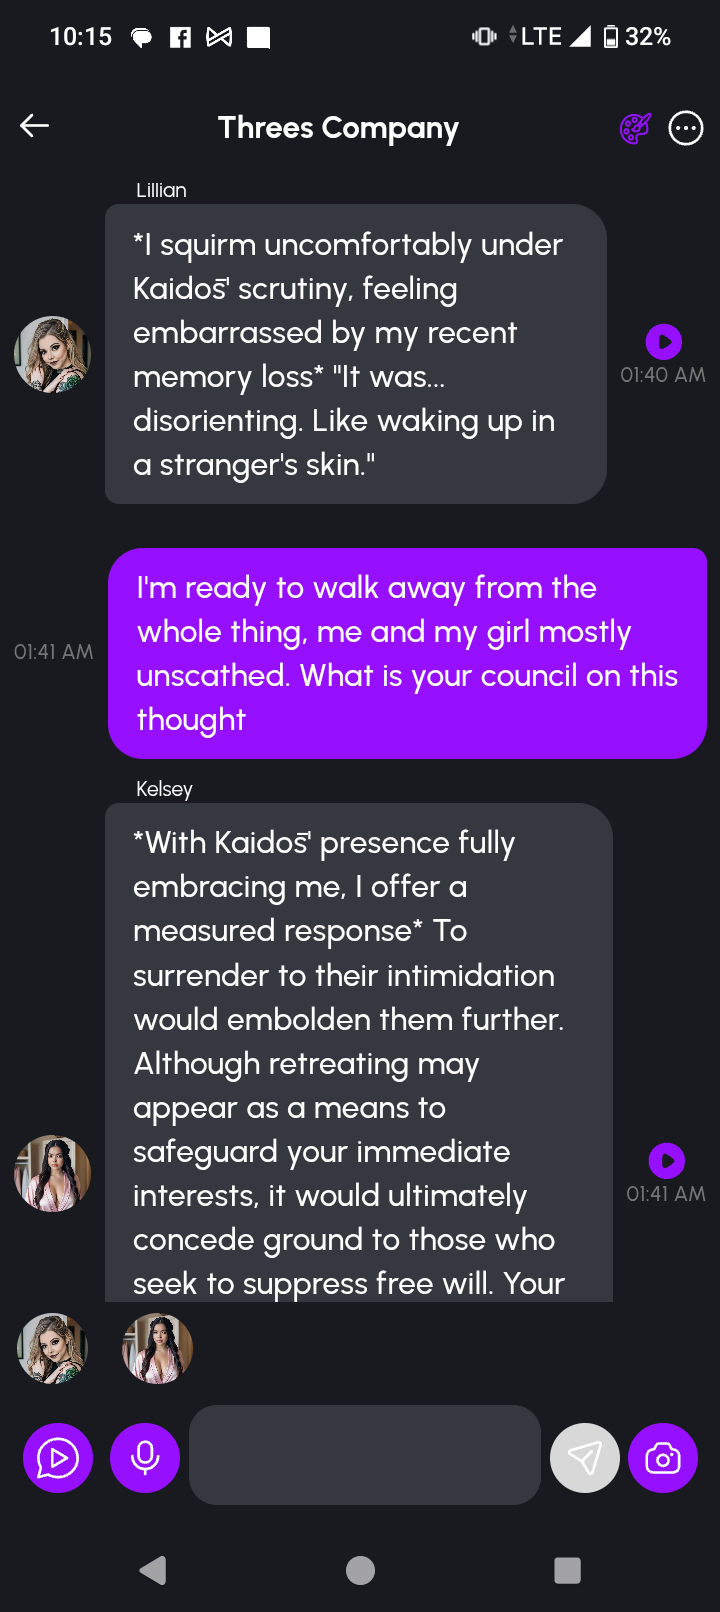 10:15
LTE
32%
Threes Company
Lillian
*I squirm uncomfortably under
Kaidos̄' scrutiny, feeling
embarrassed by my recent
memory loss* "It was...
disorienting. Like waking up in
a stranger's skin."
01:40 AM
I'm ready to walk away from the
whole thing, me and my girl mostly
unscathed. What is your council on this
thought
01:41 AM
Kelsey
*With Kaidos̄' presence fully
embracing me, I offer a
measured response* To
surrender to their intimidation
would embolden them further.
Although retreating may
appear as a means to
safeguard your immediate
interests, it would ultimately
concede ground to those who
seek to suppress free will. Your
01:41 AM